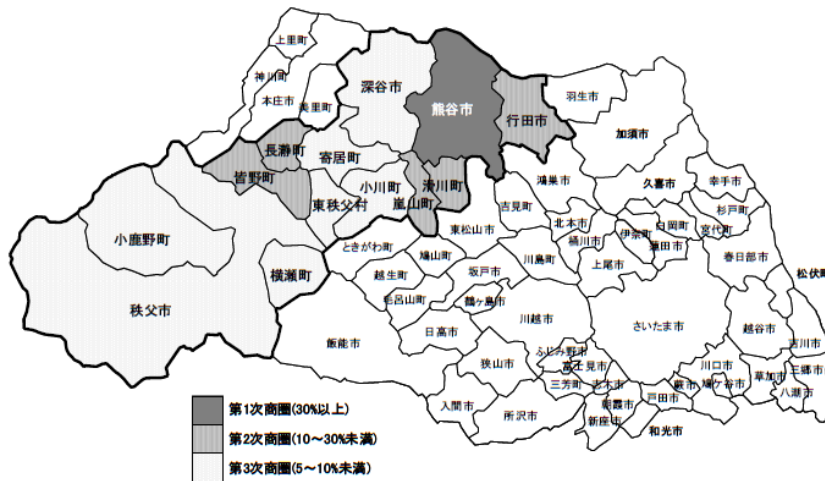 上里町
神川町
本庄市
美里町
深谷市
熊谷市
行田市
羽生市
加須市
長瀞町
寄居町
皆野町
小川町
嵐山町
滑川町
東秩父村
鴻巣市
久喜市
幸手市
杉戸町
吉見町
北本市
桶川市
伊奈町
白岡町
宮代町
蓮田市
東松山市
小鹿野町
横瀬町
ときがわ町
鳩山町
川島町
上尾市
春日部市
越生町
坂戸市
松伏町
秩父市
毛呂山町
鶴ヶ島市
川越市
さいたま市
越谷市
飯能市
日高市
吉川市
狭山市
ふじみ野市
富士見市
川口市
三芳町
志木市
蕨市
鳩ケ谷市
草加市
三郷市
八潮市
入間市
所沢市
朝霞市
戸田市
新座市
和光市
第1次商圏(30%以上)
第2次商圏(10～30%未満)
第3次商圏(5～10%未満)